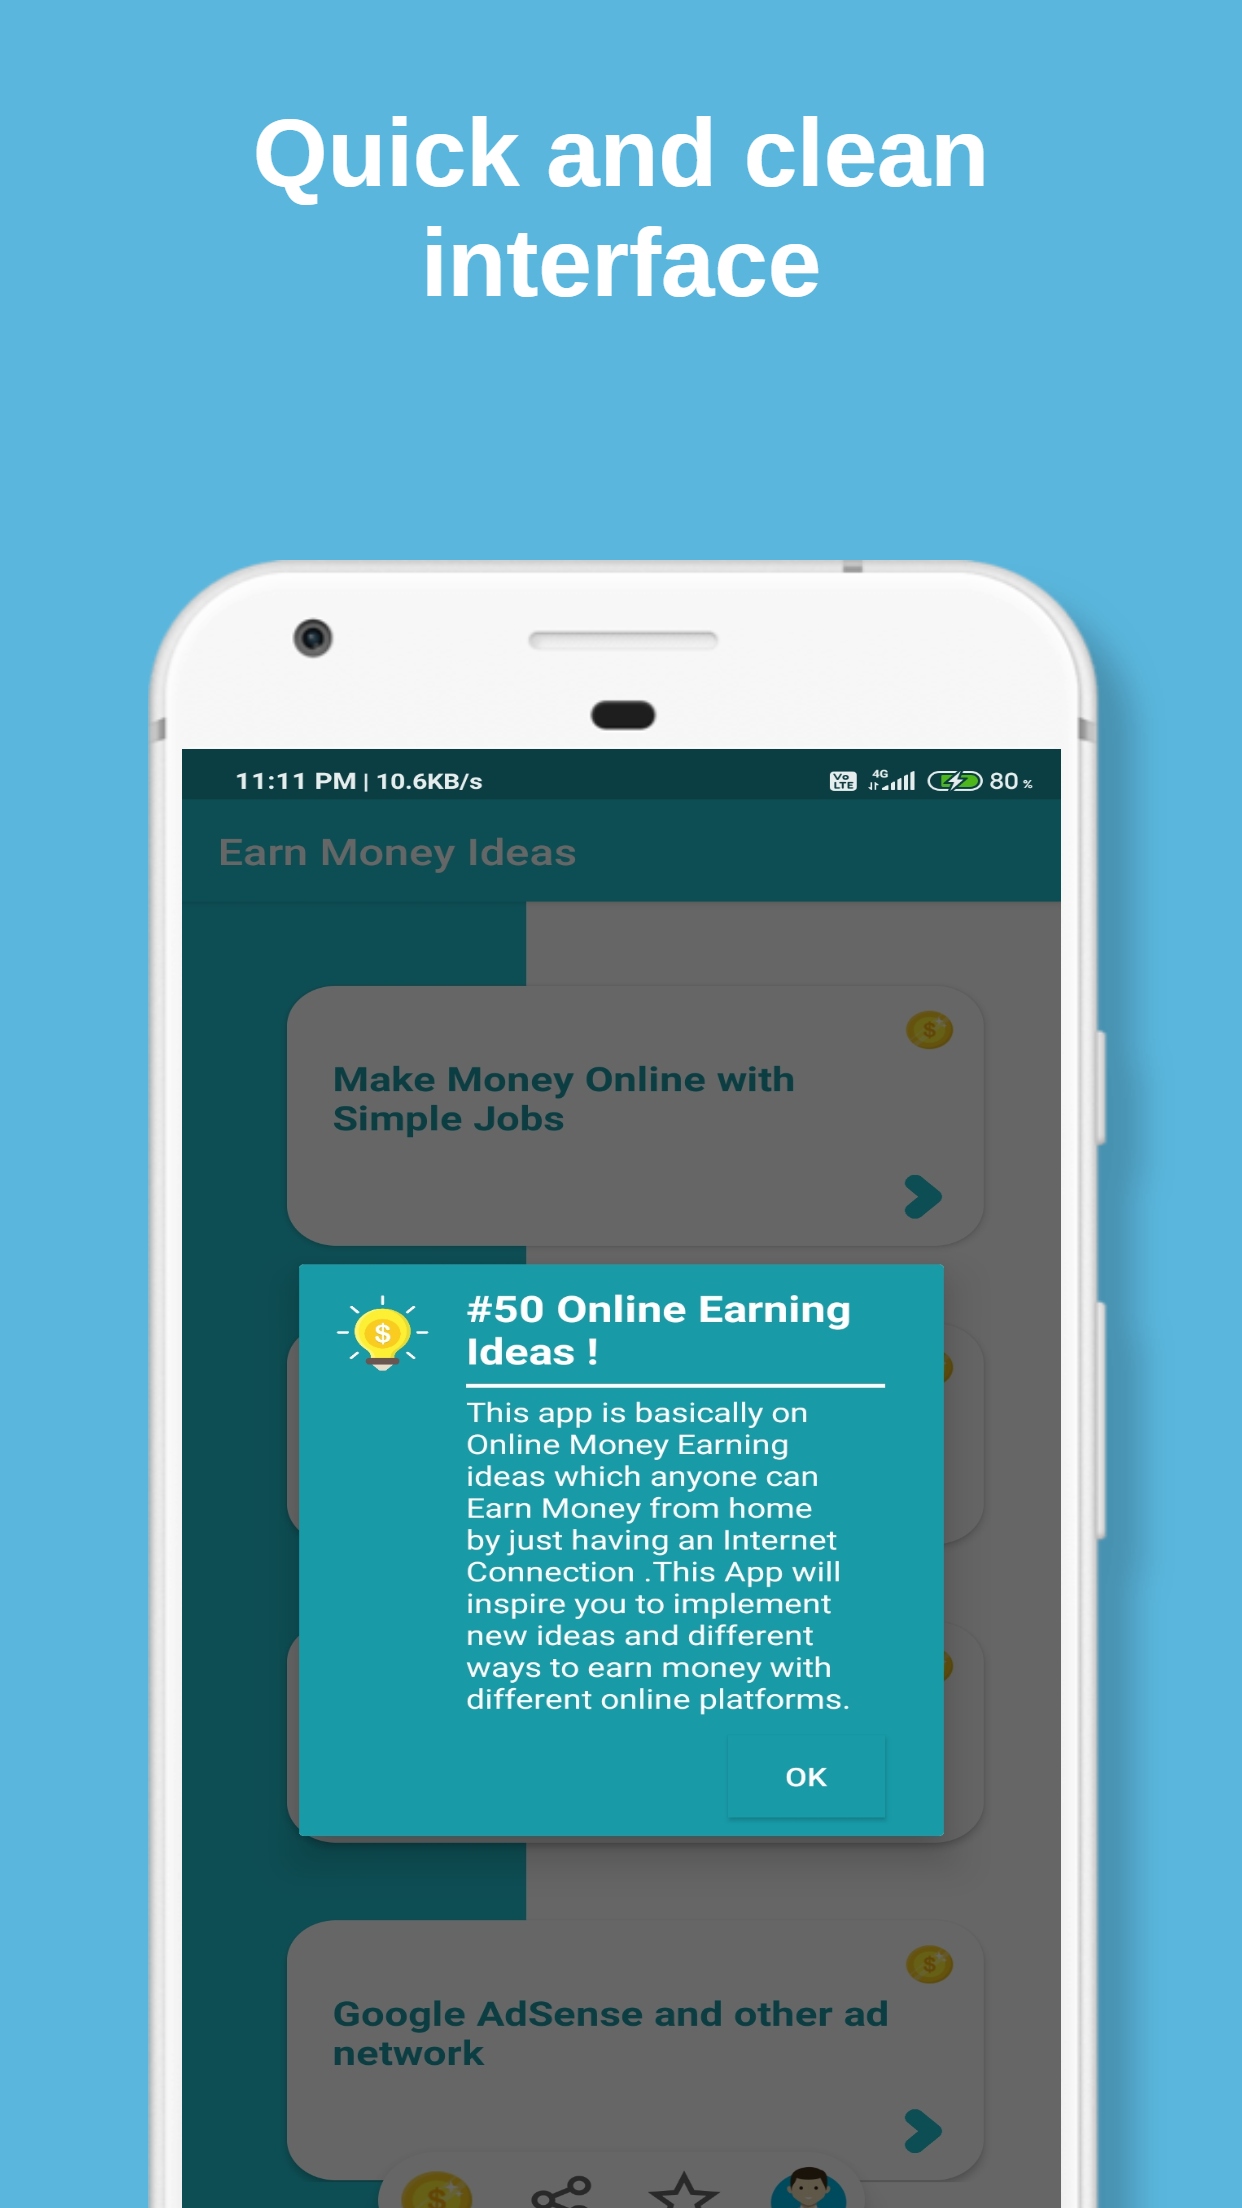 Quick and clean
interface
11:11 PM | 10.6KB/s
Vo
LTE
4G
80 %
Earn Money Ideas
$
Make Money Online with
Simple Jobs
$
#50 Online Earning
Ideas !
This app is basically on
Online Money Earning
ideas which anyone can
Earn Money from home
by just having an Internet
Connection .This App will
inspire you to implement
new ideas and different
ways to earn money with
different online platforms.
OK
$
Google AdSense and other ad
network
$